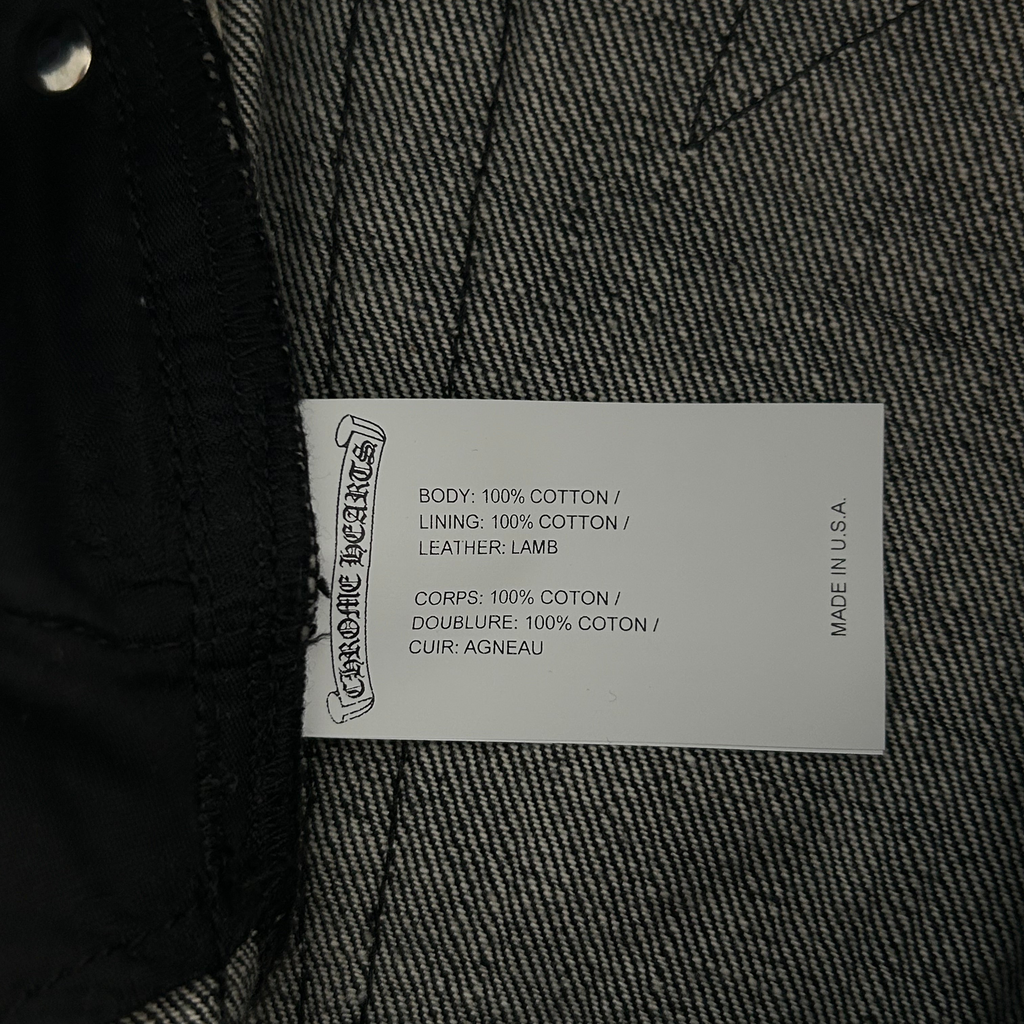 CHROME HEARTS
BODY: 100% COTTON /
LINING: 100% COTTON /
LEATHER: LAMB
CORPS: 100% COTON /
DOUBLURE: 100% COTON /
CUIR: AGNEAU
MADE IN U.S.A.